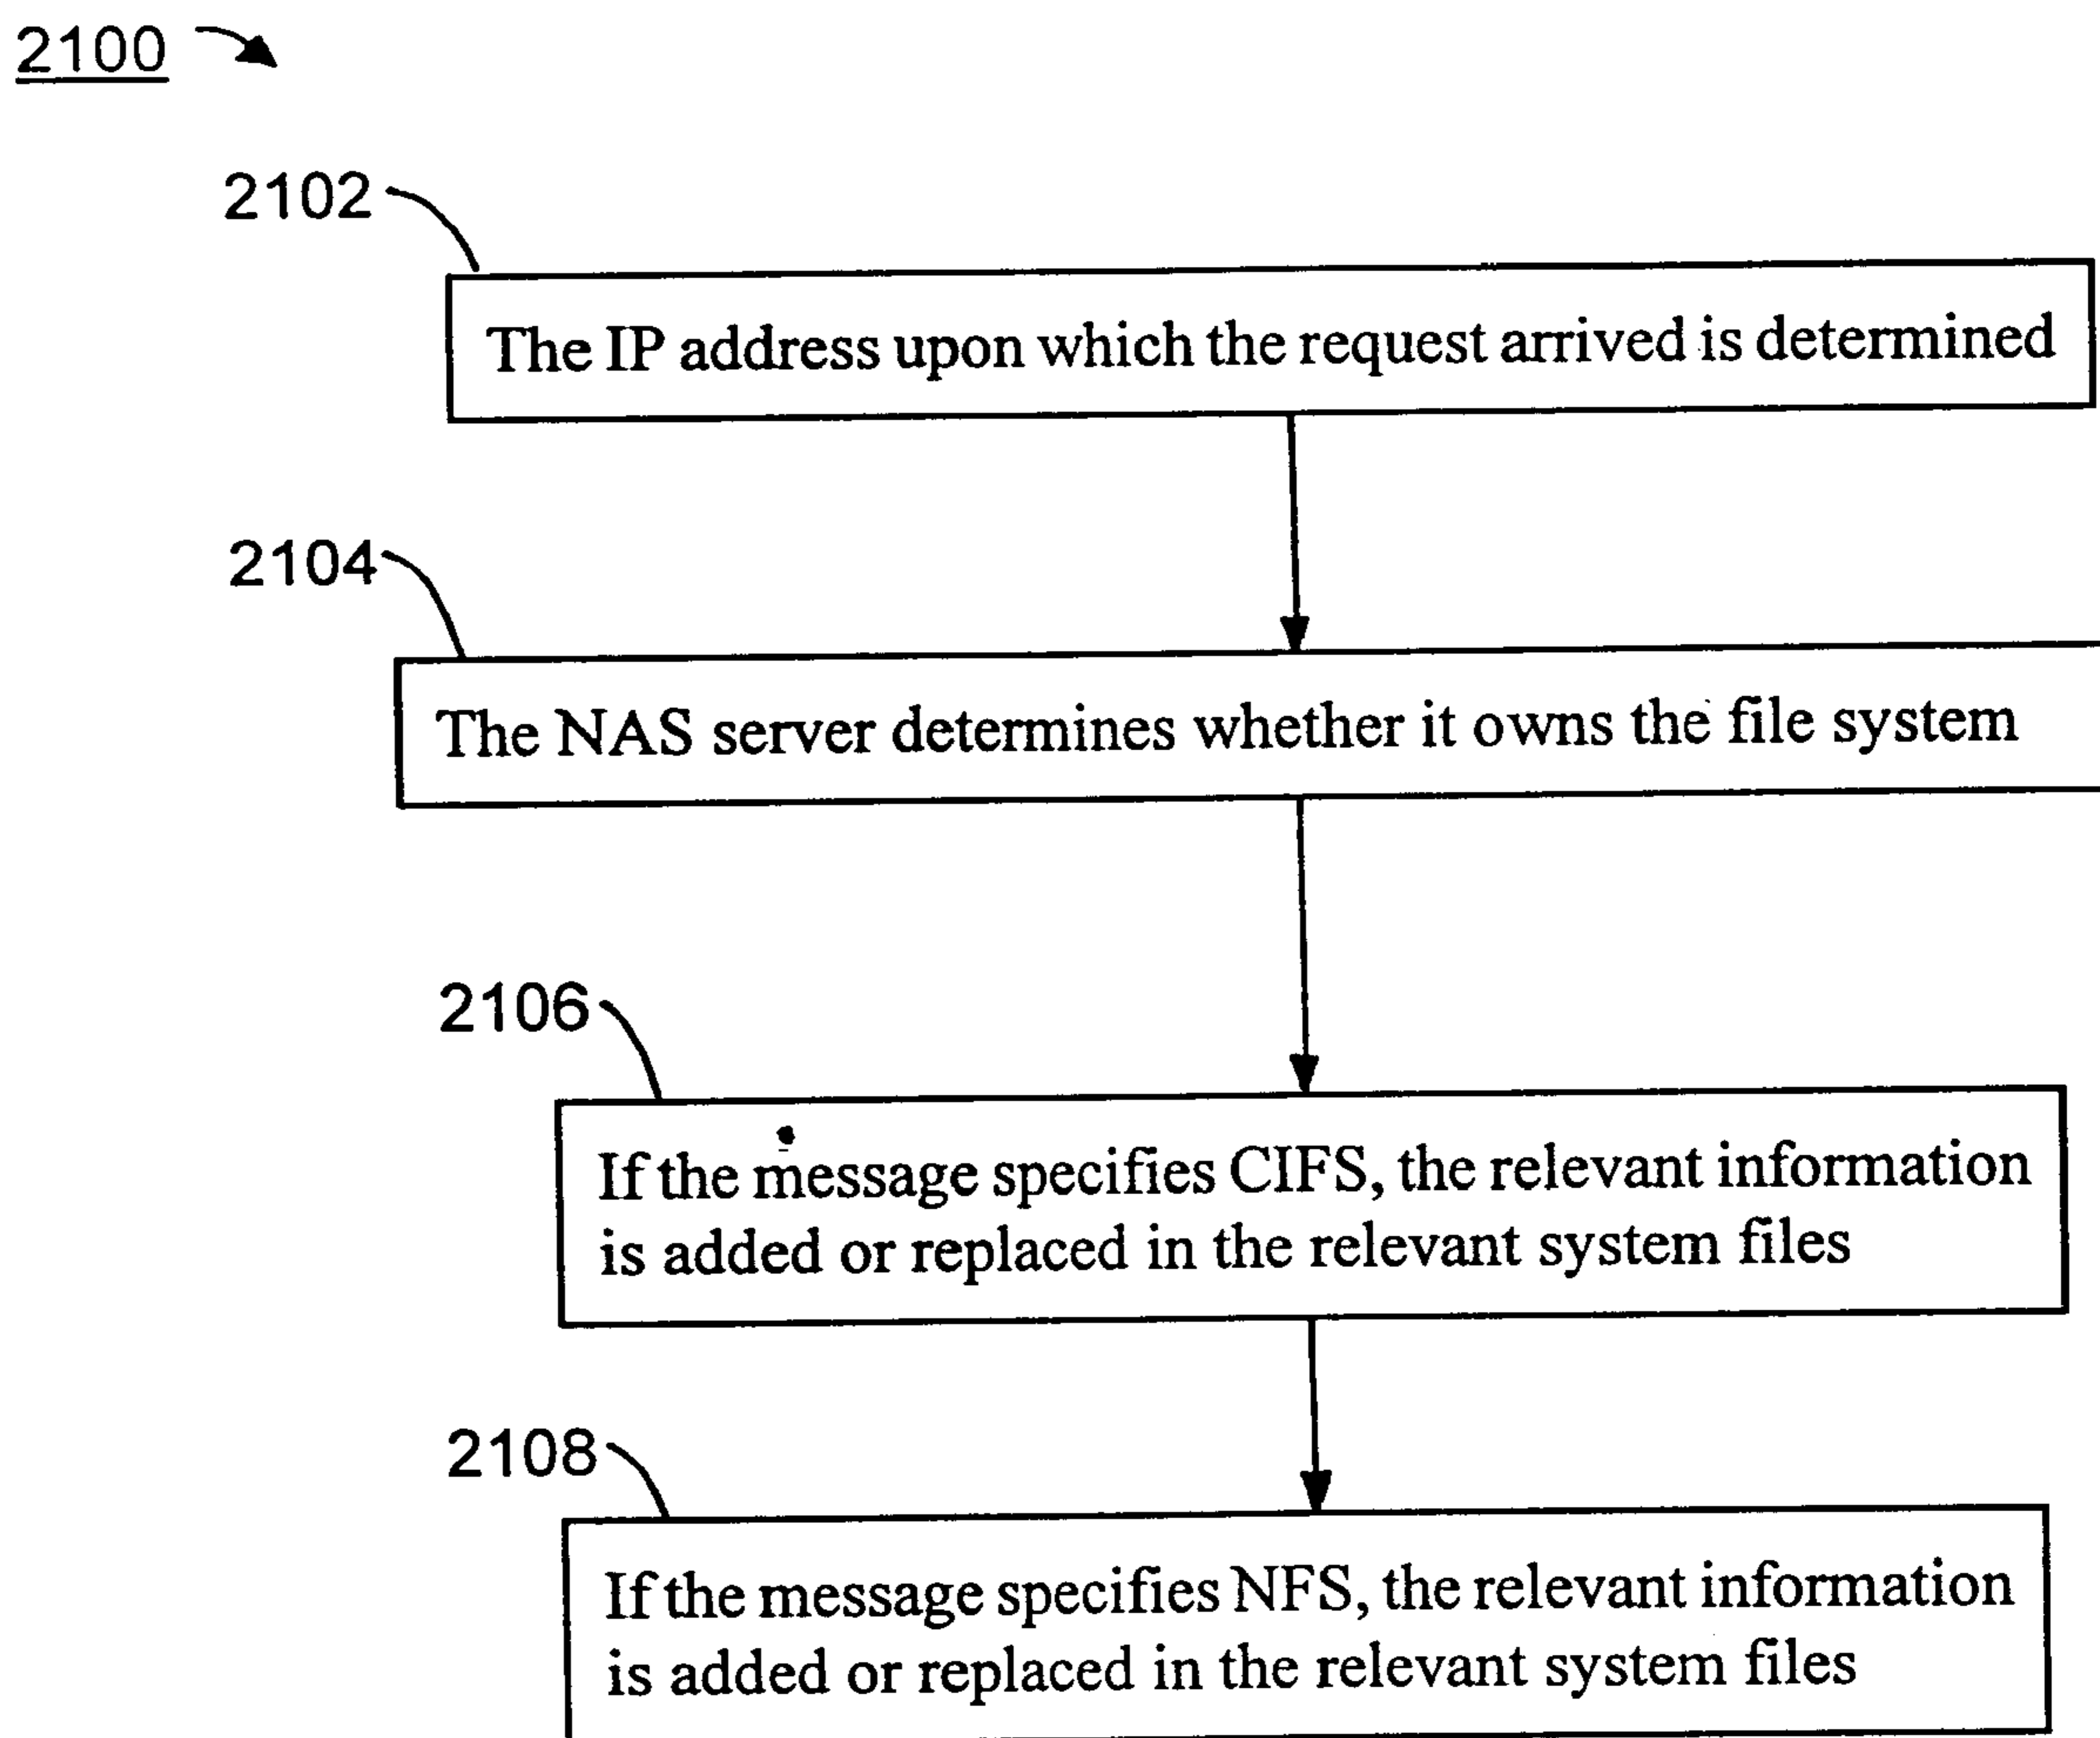 2100
2102
The IP address upon which the request arrived is determined
2104
The NAS server determines whether it owns the file system
2106
If the message specifies CIFS, the relevant information
is added or replaced in the relevant system files
2108
If the message specifies NFS, the relevant information
is added or replaced in the relevant system files